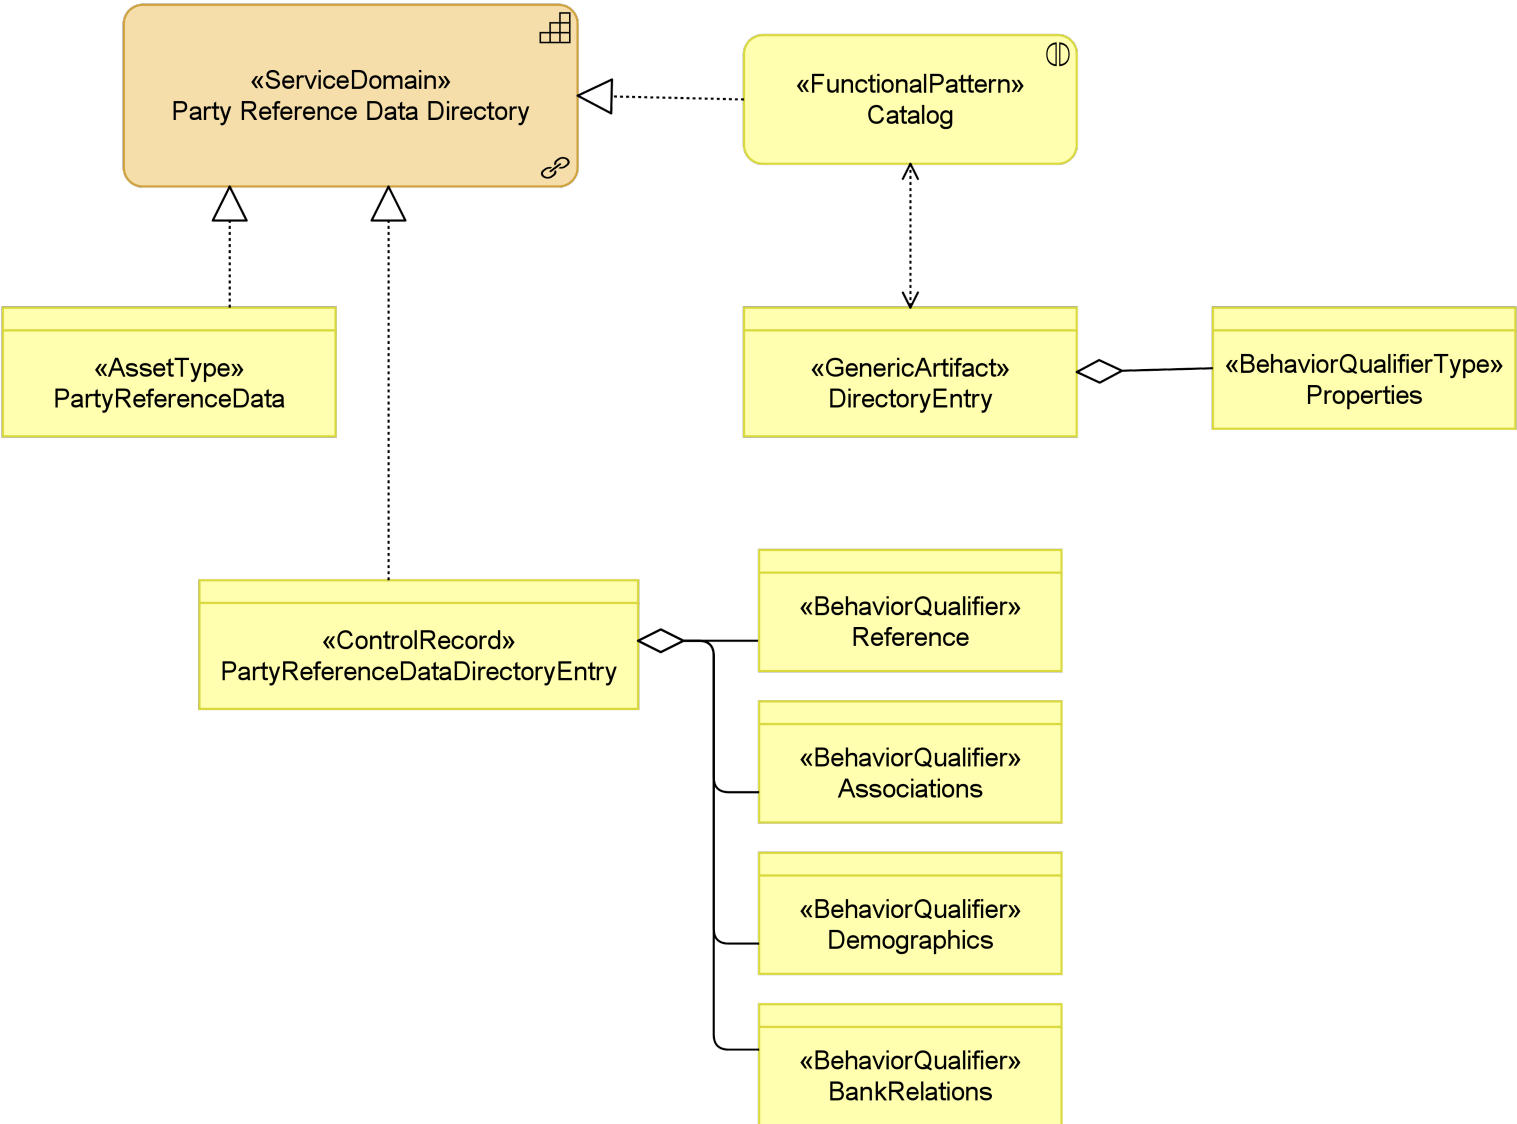 «ServiceDomain»
Party Reference Data Directory
«FunctionalPattern»
Catalog
«AssetType»
PartyReferenceData
«GenericArtifact»
DirectoryEntry
«BehaviorQualifierType»
Properties
«ControlRecord»
PartyReferenceDataDirectoryEntry
«BehaviorQualifier»
Reference
«BehaviorQualifier»
Associations
«BehaviorQualifier»
Demographics
«BehaviorQualifier»
BankRelations